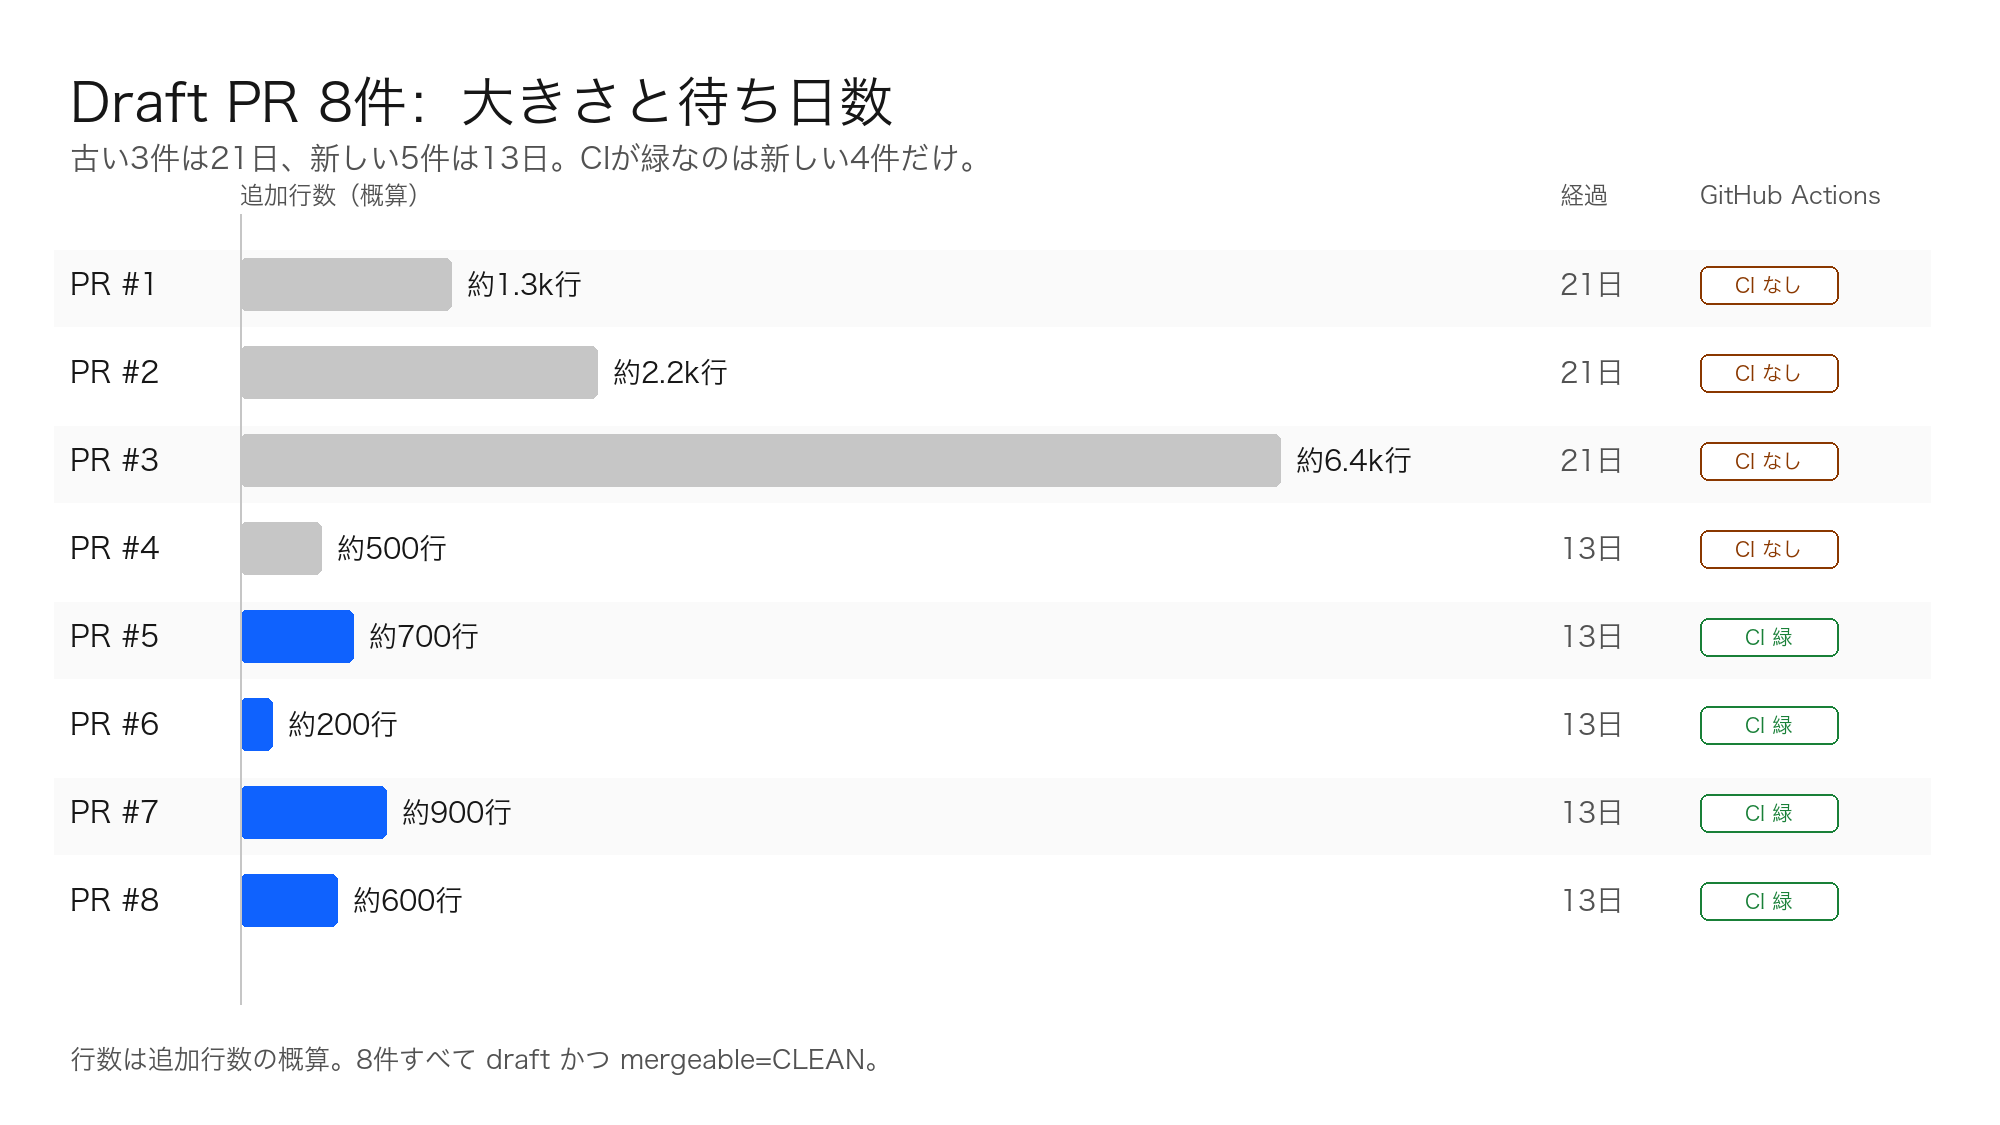 Draft PR 8件：大きさと待ち日数
古い3件は21日、新しい5件は13日。CIが緑なのは新しい4件だけ。
追加行数（概算） 経過 GitHub Actions
PR #1 約1.3k行 21日 CI なし
PR #2 約2.2k行 21日 CI なし
PR #3 約6.4k行 21日 CI なし
PR #4 約500行 13日 CI なし
PR #5 約700行 13日 CI 緑
PR #6 約200行 13日 CI 緑
PR #7 約900行 13日 CI 緑
PR #8 約600行 13日 CI 緑
行数は追加行数の概算。8件すべて draft かつ mergeable=CLEAN。